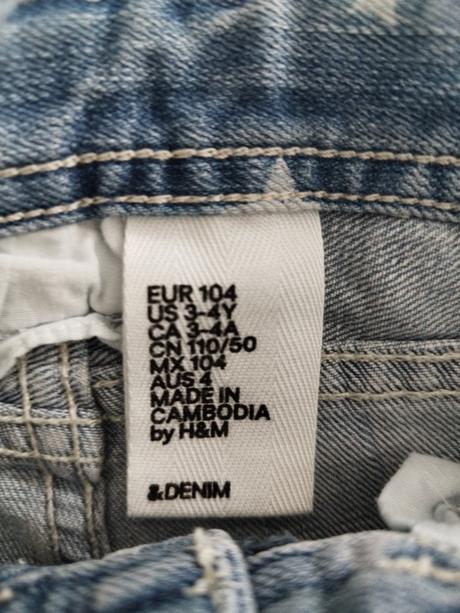 EUR 104
US 3-4Y
CA 3-4A
CN 110/50
MX 104
AUS 4
MADE IN
CAMBODIA
by H&M
&DENIM